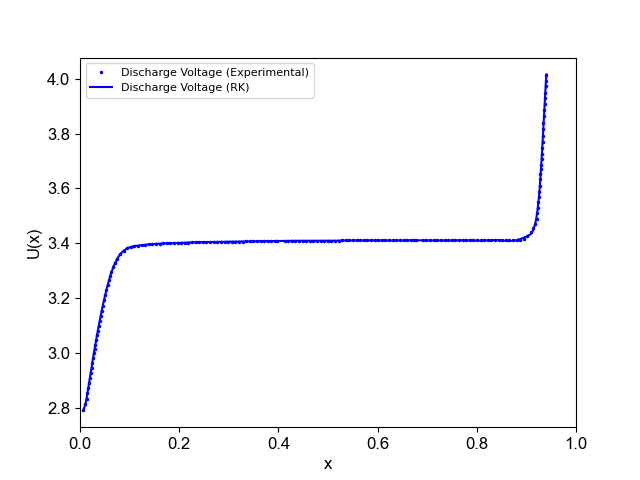 Discharge Voltage (Experimental)
Discharge Voltage (RK)
U(x)
4.0
3.8
3.6
3.4
3.2
3.0
2.8
0.0 0.2 0.4 0.6 0.8 1.0
x